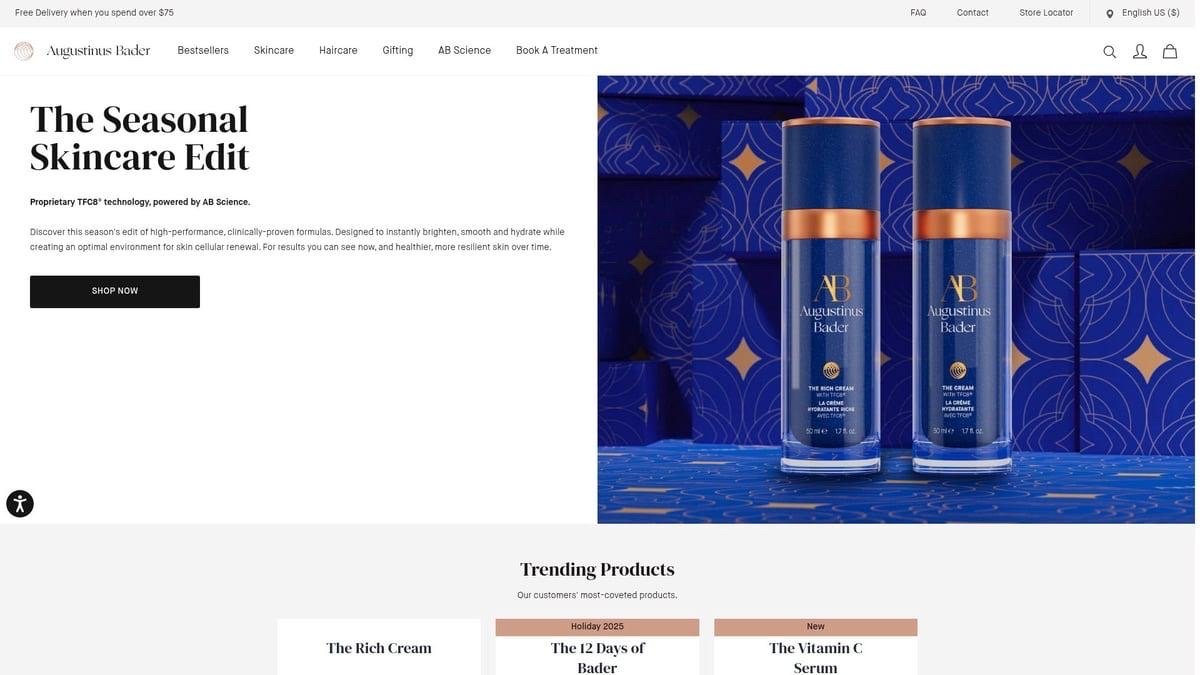 Free Delivery when you spend over $75
FAQ
Contact
Store Locator
English US ($)
Augustinus Bader
Bestsellers
Skincare
Haircare
Gifting
AB Science
Book A Treatment
The Seasonal
Skincare Edit
Proprietary TFC8® technology, powered by AB Science.
Discover this season's edit of high-performance, clinically-proven formulas. Designed to instantly brighten, smooth and hydrate while
creating an optimal environment for skin cellular renewal. For results you can see now, and healthier, more resilient skin over time.
SHOP NOW
AB
Augustinus
Bader
THE RICH CREAM
WITH TFC8®
LA CRÈME
HYDRATANTE RICHE
AVEC TFC8®
50 ml ℮ 1.7 fl. oz.
AB
Augustinus
Bader
THE CREAM
WITH TFC8®
LA CRÈME
HYDRATANTE
AVEC TFC8®
50 ml ℮ 1.7 fl. oz.
Trending Products
Our customers' most-coveted products.
The Rich Cream
Holiday 2025
The 12 Days of
Bader
New
The Vitamin C
Serum